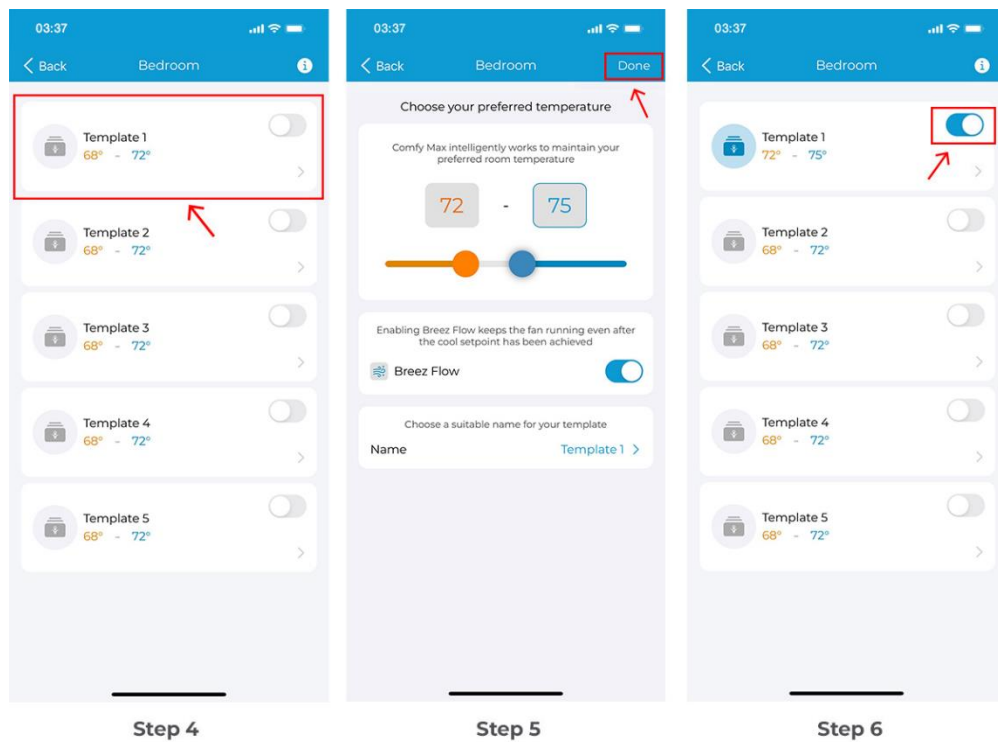 03:37
Back
Bedroom
Template 1
68° - 72°
Template 2
68° - 72°
Template 3
68° - 72°
Template 4
68° - 72°
Template 5
68° - 72°
Step 4
03:37
Back
Bedroom
Done
Choose your preferred temperature
Comfy Max intelligently works to maintain your
preferred room temperature
72 - 75
Enabling Breez Flow keeps the fan running even after
the cool setpoint has been achieved
Breez Flow
Choose a suitable name for your template
Name
Template 1
Step 5
03:37
Back
Bedroom
Template 1
72° - 75°
Template 2
68° - 72°
Template 3
68° - 72°
Template 4
68° - 72°
Template 5
68° - 72°
Step 6